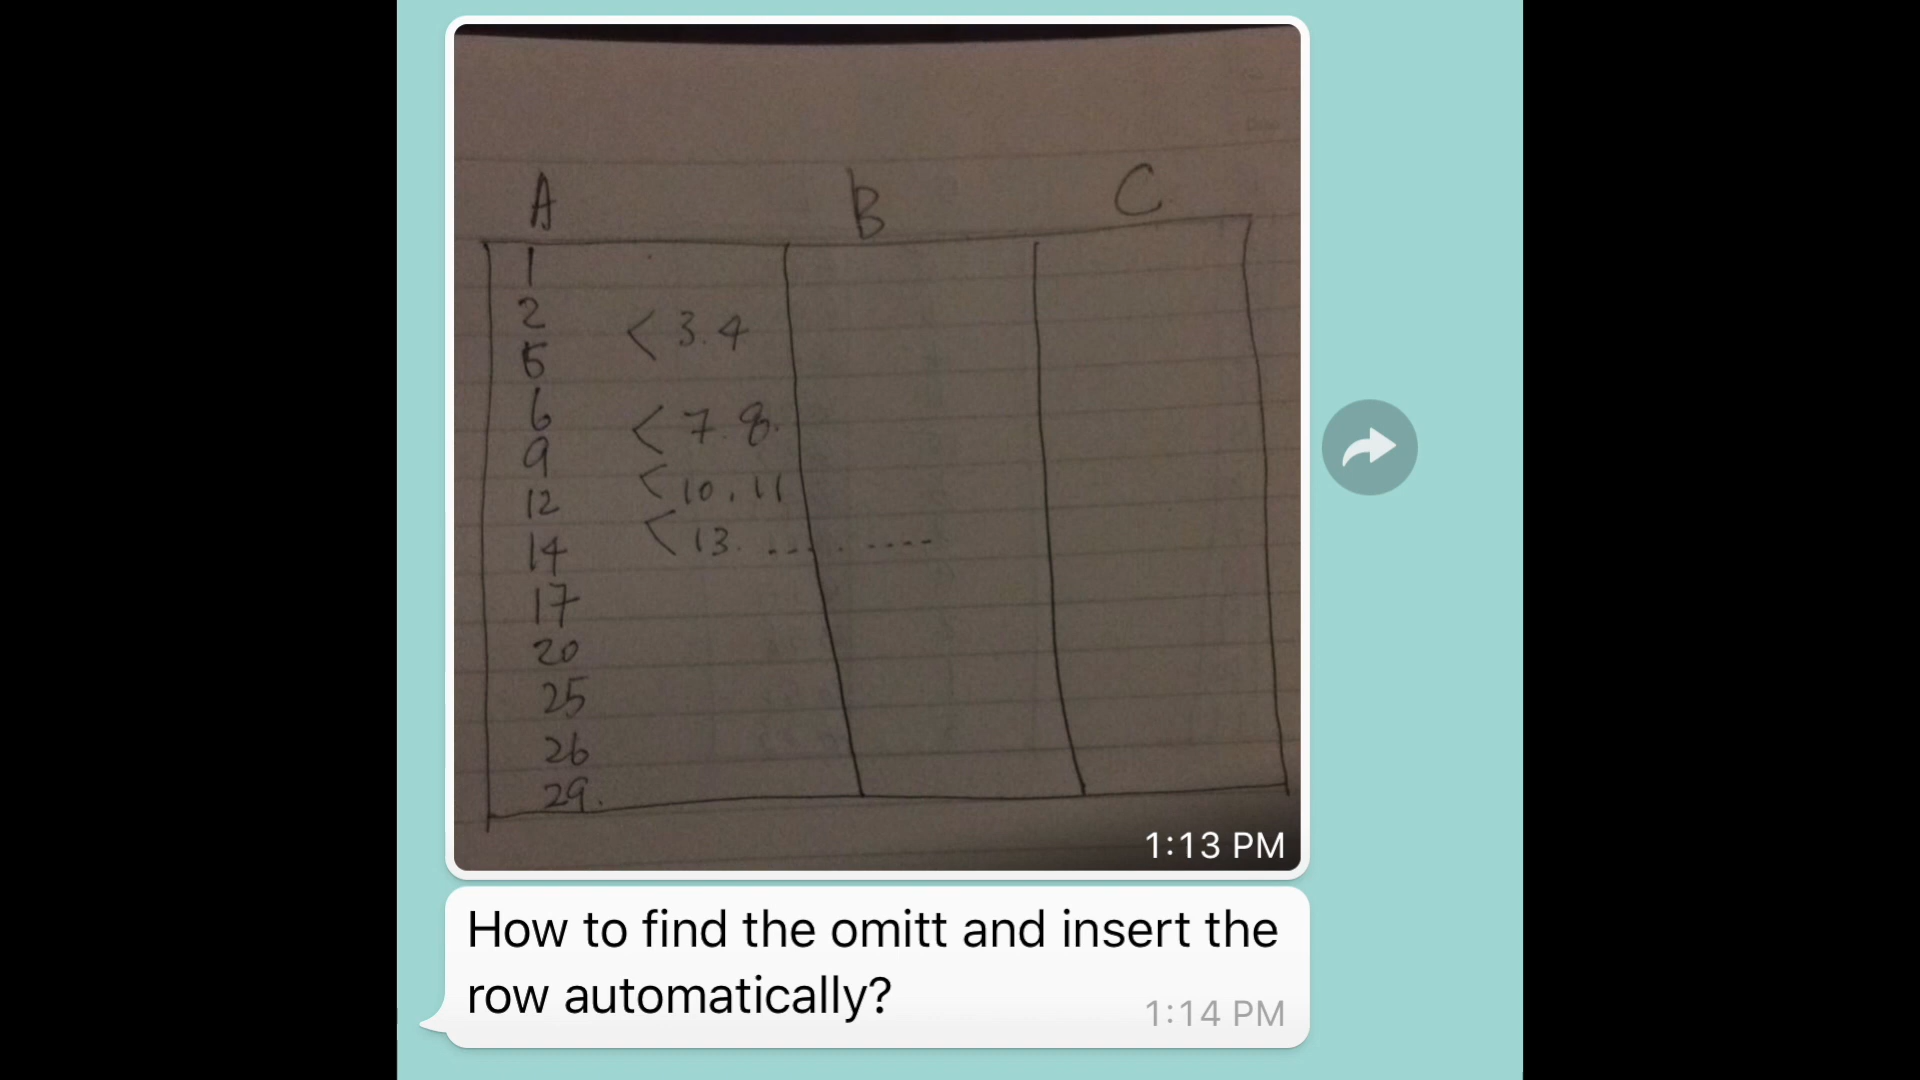 A B C
1
2
< 3.4
5
6
< 7.8.
9
< 10, 11
12
< 13. ... . ....
14
17
20
25
26
29.
1:13 PM
How to find the omitt and insert the
row automatically?
1:14 PM